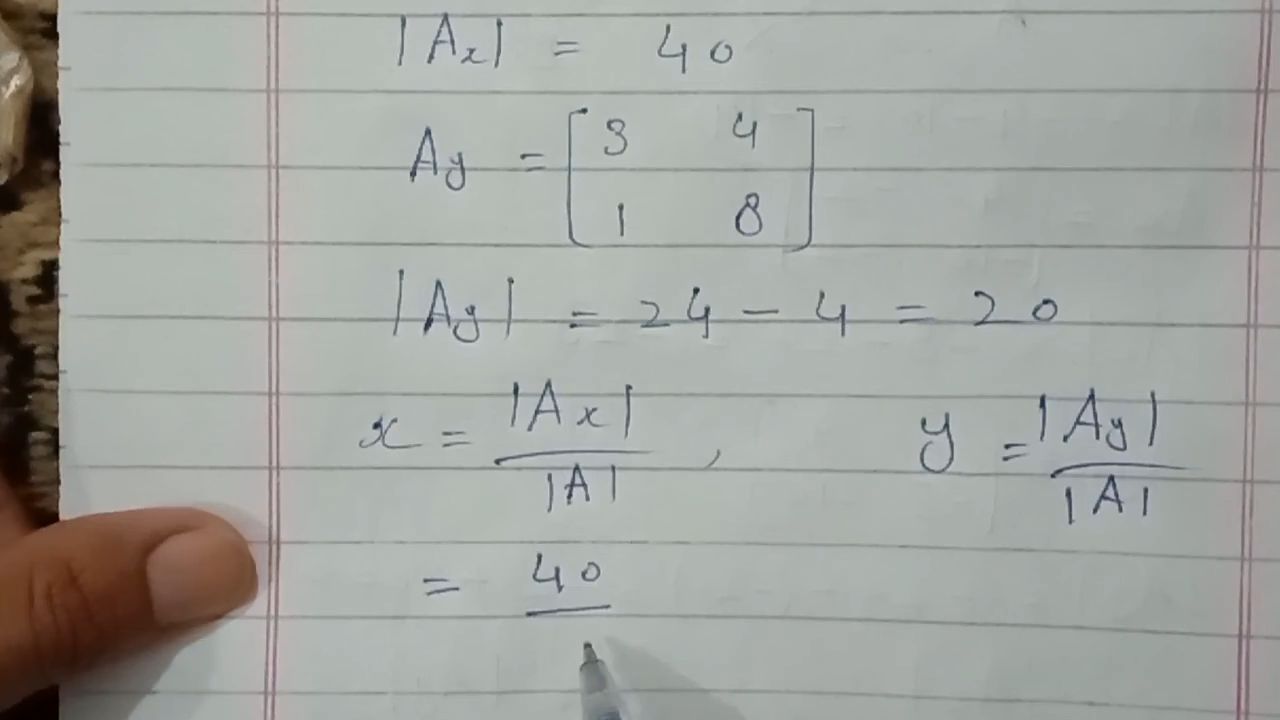 |Ax| = 40
Ay = [3 4
1 8]
|Ay| = 24 - 4 = 20
x = |Ax| / |A| , y = |Ay| / |A|
= 40